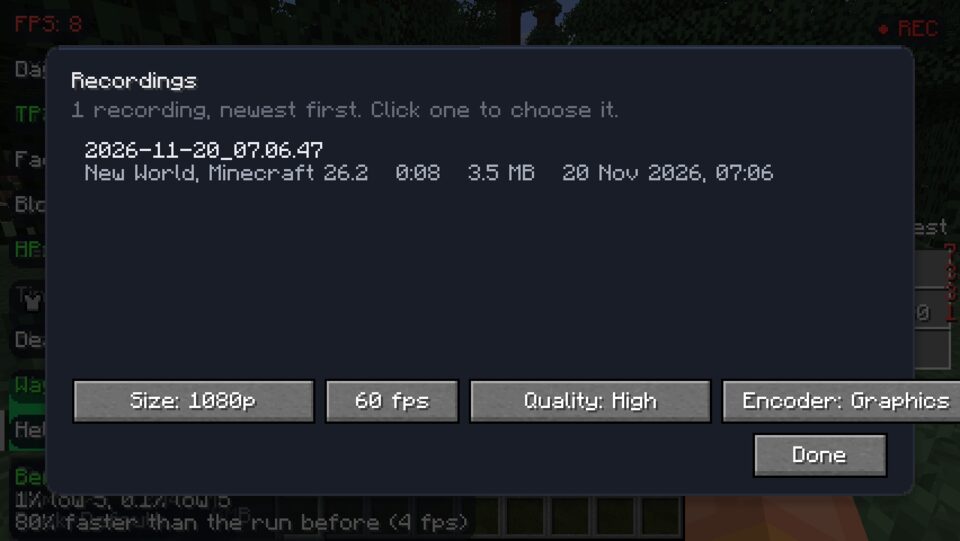 FPS: 8
REC
Recordings
1 recording, newest first. Click one to choose it.
2026-11-20_07.06.47
New World, Minecraft 26.2 0:08 3.5 MB 20 Nov 2026, 07:06
Size: 1080p
60 fps
Quality: High
Encoder: Graphics
Done
1% low 5, 0.1% low 5
80% faster than the run before (4 fps)